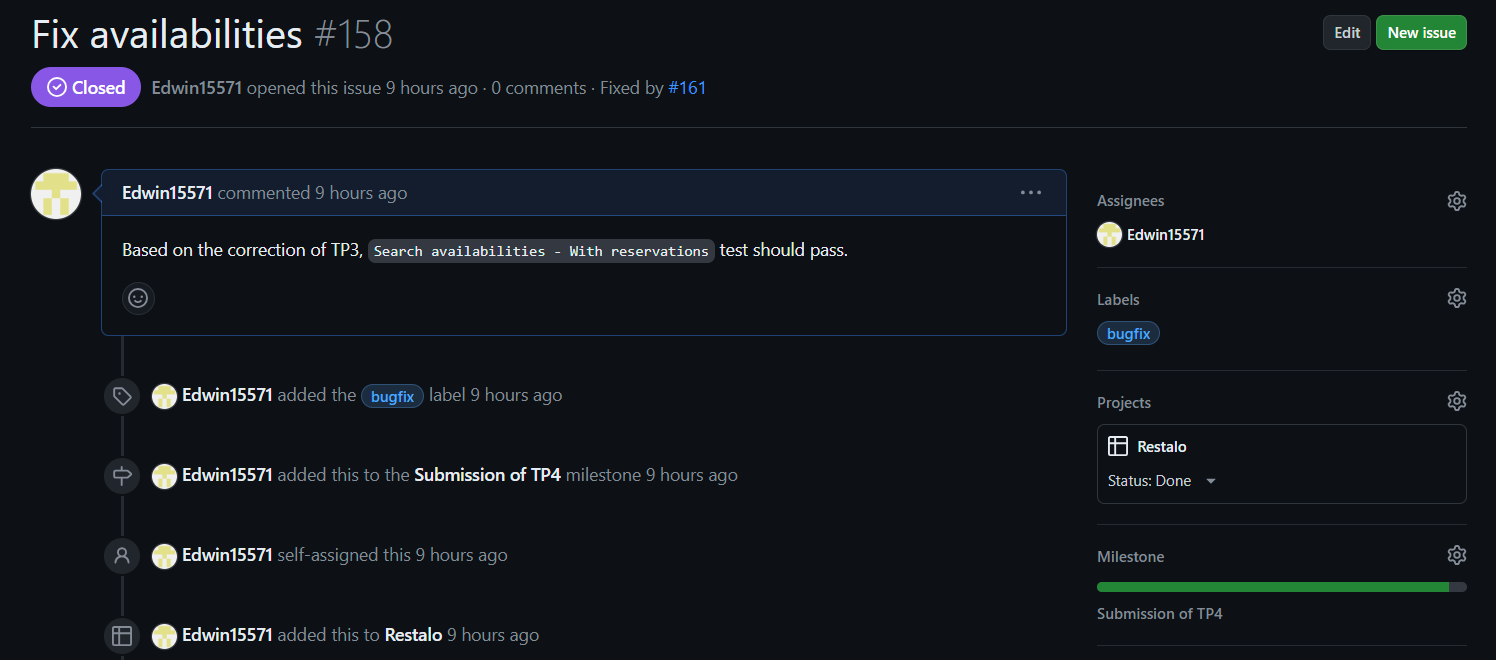 Fix availabilities #158
Edit
New issue
Closed
Edwin15571 opened this issue 9 hours ago · 0 comments · Fixed by #161
Edwin15571 commented 9 hours ago
Based on the correction of TP3, Search availabilities - With reservations test should pass.
Edwin15571 added the bugfix label 9 hours ago
Edwin15571 added this to the Submission of TP4 milestone 9 hours ago
Edwin15571 self-assigned this 9 hours ago
Edwin15571 added this to Restalo 9 hours ago
Assignees
Edwin15571
Labels
bugfix
Projects
Restalo
Status: Done
Milestone
Submission of TP4